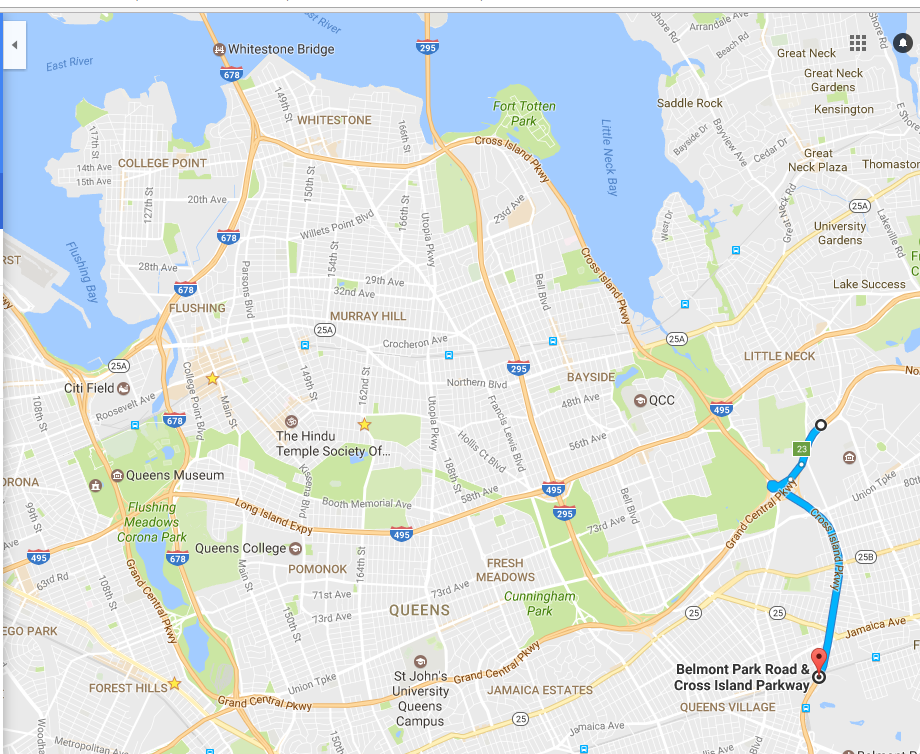 East River
East River
Whitestone Bridge
295
678
Shore Rd
Arrandale Ave
Beach Rd
Shore Rd
Great Neck
Great Neck
Gardens
Saddle Rock
Kensington
Fort Totten
Park
149th St
WHITESTONE
166th St
177th St
Cross Island Pkwy
Little Neck Bay
Bayside Dr
Bayview Ave
Cedar Dr
Great
Neck Plaza
Thomaston
COLLEGE POINT
14th Ave
15th Ave
127th St
20th Ave
150th St
166th St
Willets Point Blvd
Utopia Pkwy
23rd Ave
West Dr
Great Neck Rd
25A
University
Gardens
Lakeville Rd
678
Flushing Bay
28th Ave
154th St
Parsons Blvd
29th Ave
32nd Ave
Bell Blvd
Cross Island Pkwy
678
Lake Success
FLUSHING
MURRAY HILL
25A
Crocheron Ave
25A
LITTLE NECK
25A
295
Citi Field
Roosevelt Ave
College Point Blvd
Main St
149th St
162nd St
Northern Blvd
BAYSIDE
48th Ave
QCC
495
108th St
678
Utopia Pkwy
Francis Lewis Blvd
The Hindu
Temple Society Of...
Hollis Ct Blvd
56th Ave
23
Queens Museum
Kissena Blvd
188th St
58th Ave
495
Union Tpke
80th
CORONA
99th St
Flushing
Meadows
Corona Park
Booth Memorial Ave
Long Island Expy
495
295
Bell Blvd
73rd Ave
Grand Central Pkwy
Cross Island Pkwy
495
63rd Rd
678
Queens College
Main St
164th St
POMONOK
FRESH
MEADOWS
25B
108th St
Grand Central Pkwy
71st Ave
73rd Ave
150th St
73rd Ave
QUEENS
Cunningham
Park
25
25
Jamaica Ave
EGO PARK
FOREST HILLS
Union Tpke
Grand Central Pkwy
St John's
University
Queens
Campus
Grand Central Pkwy
JAMAICA ESTATES
Belmont Park Road &
Cross Island Parkway
QUEENS VILLAGE
25
Jamaica Ave
Metropolitan Ave